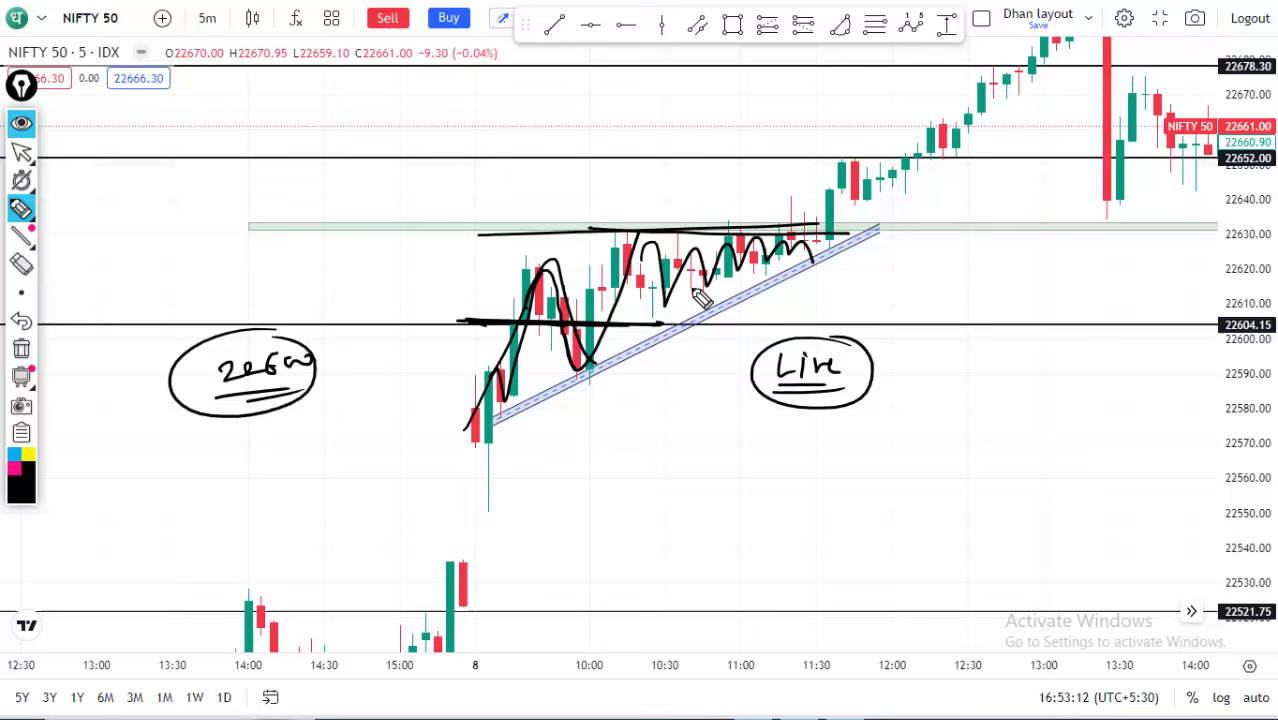 ध NIFTY 50 5m Sell Buy Dhan layout Save Logout
NIFTY 50 · 5 · IDX O22670.00 H22670.95 L22659.10 C22661.00 -9.30 (-0.04%)
66.30 0.00 22666.30
22678.30
22670.00
NIFTY 50 22661.00
22660.90
22652.00
22640.00
22630.00
22620.00
22610.00
22604.15
22600.00
22600 Live
22590.00
22580.00
22570.00
22560.00
22550.00
22540.00
22530.00
22521.75
Activate Windows
Go to Settings to activate Windows.
12:30 13:00 13:30 14:00 14:30 15:00 8 10:00 10:30 11:00 11:30 12:00 12:30 13:00 13:30 14:00
5Y 3Y 1Y 6M 3M 1M 1W 1D 16:53:12 (UTC+5:30) % log auto